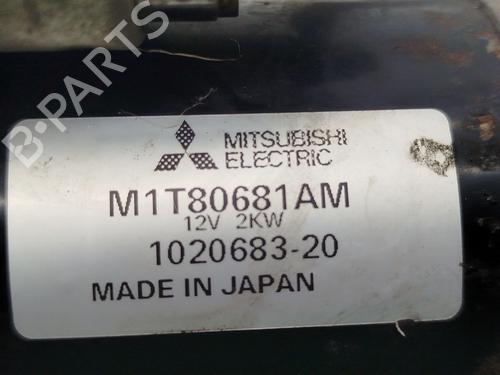 B-PARTS
MITSUBISHI
ELECTRIC
M1T80681AM
12V 2KW
1020683-20
MADE IN JAPAN